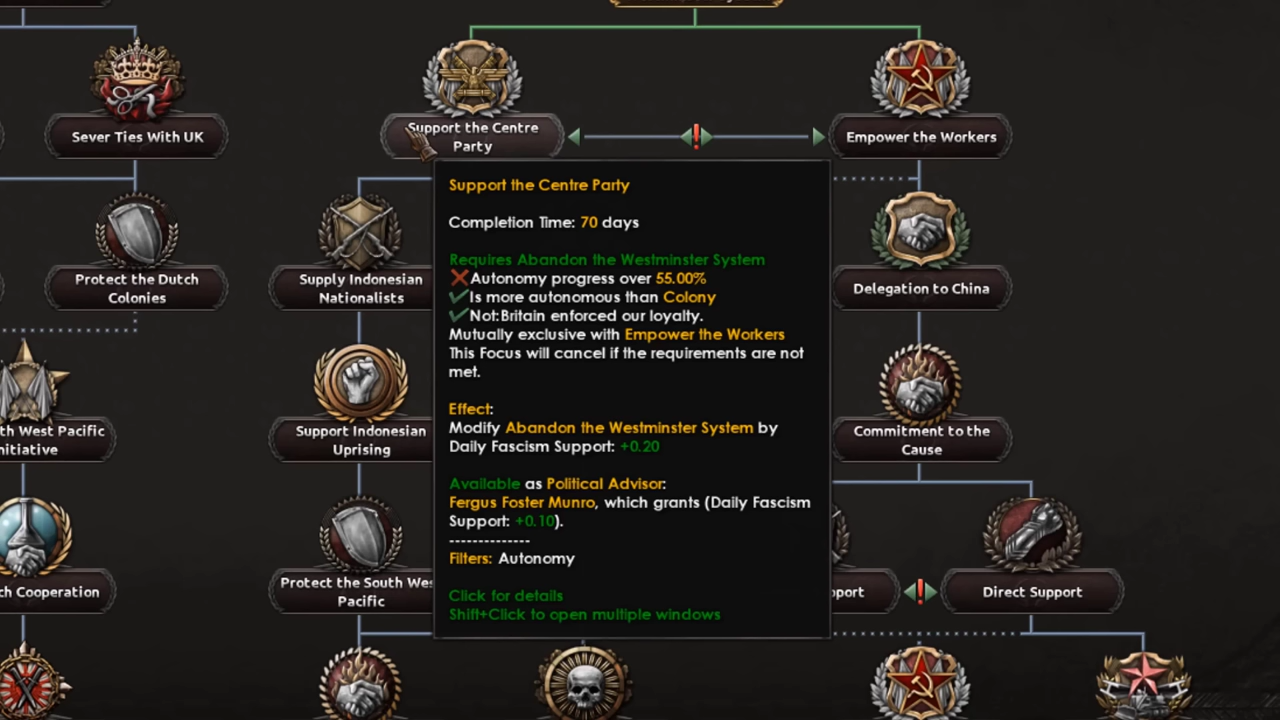 Sever Ties With UK
Support the Centre
Party
Empower the Workers
Support the Centre Party
Completion Time: 70 days
Requires Abandon the Westminster System
Autonomy progress over 55.00%
Is more autonomous than Colony
Not:Britain enforced our loyalty.
Mutually exclusive with Empower the Workers
This Focus will cancel if the requirements are not
met.
Effect:
Modify Abandon the Westminster System by
Daily Fascism Support: +0.20
Available as Political Advisor:
Fergus Foster Munro, which grants (Daily Fascism
Support: +0.10).
--------------
Filters: Autonomy
Click for details
Shift+Click to open multiple windows
Protect the Dutch
Colonies
Supply Indonesian
Nationalists
Delegation to China
th West Pacific
nitiative
Support Indonesian
Uprising
Commitment to the
Cause
ch Cooperation
Protect the South Wes
Pacific
pport
Direct Support